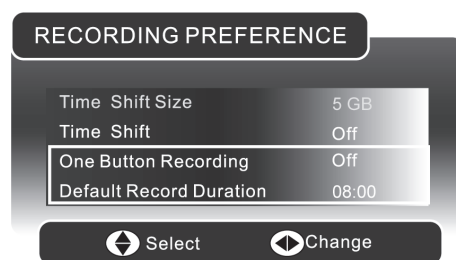 RECORDING PREFERENCE
Time Shift Size 5 GB
Time Shift Off
One Button Recording Off
Default Record Duration 08:00
Select Change